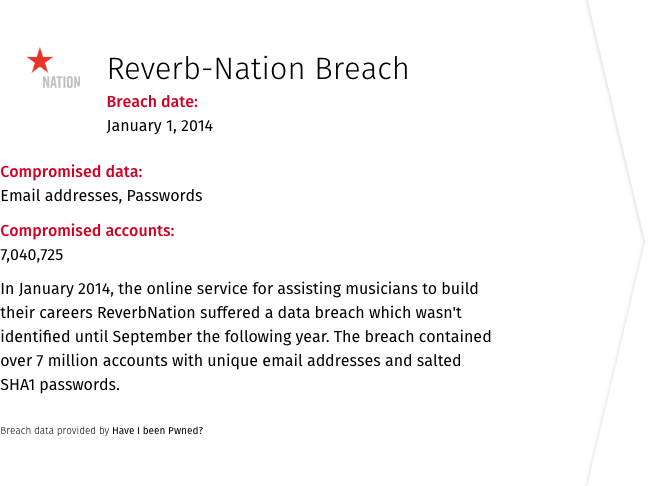 NATION
Reverb-Nation Breach
Breach date:
January 1, 2014
Compromised data:
Email addresses, Passwords
Compromised accounts:
7,040,725
In January 2014, the online service for assisting musicians to build
their careers ReverbNation suffered a data breach which wasn't
identified until September the following year. The breach contained
over 7 million accounts with unique email addresses and salted
SHA1 passwords.
Breach data provided by Have I been Pwned?